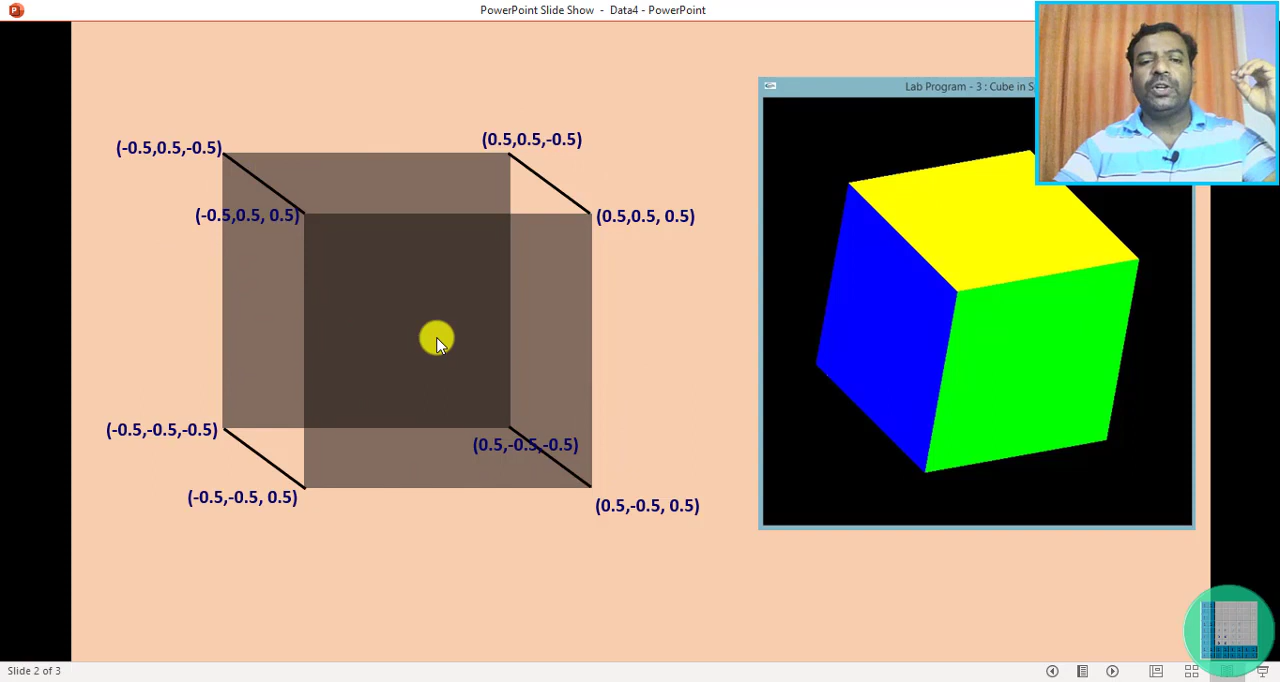 PowerPoint Slide Show - Data4 - PowerPoint
Lab Program - 3 : Cube in S
(-0.5,0.5,-0.5)
(0.5,0.5,-0.5)
(-0.5,0.5, 0.5)
(0.5,0.5, 0.5)
(-0.5,-0.5,-0.5)
(0.5,-0.5,-0.5)
(-0.5,-0.5, 0.5)
(0.5,-0.5, 0.5)
Slide 2 of 3